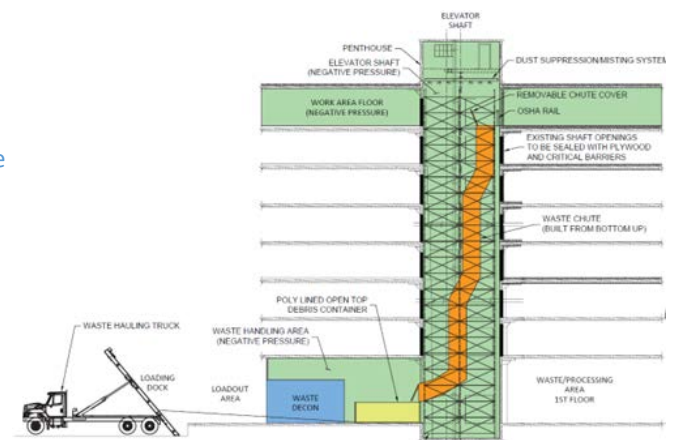 ELEVATOR
SHAFT
PENTHOUSE
ELEVATOR SHAFT
(NEGATIVE PRESSURE)
DUST SUPPRESSION/MISTING SYSTEM
WORK AREA FLOOR
(NEGATIVE PRESSURE)
REMOVABLE CHUTE COVER
OSHA RAIL
EXISTING SHAFT OPENINGS
TO BE SEALED WITH PLYWOOD
AND CRITICAL BARRIERS
e
WASTE CHUTE
(BUILT FROM BOTTOM UP)
POLY LINED OPEN TOP
DEBRIS CONTAINER
WASTE HAULING TRUCK
WASTE HANDLING AREA
(NEGATIVE PRESSURE)
LOADING
DOCK
LOADOUT
AREA
WASTE
DECON
WASTE/PROCESSING
AREA
1ST FLOOR